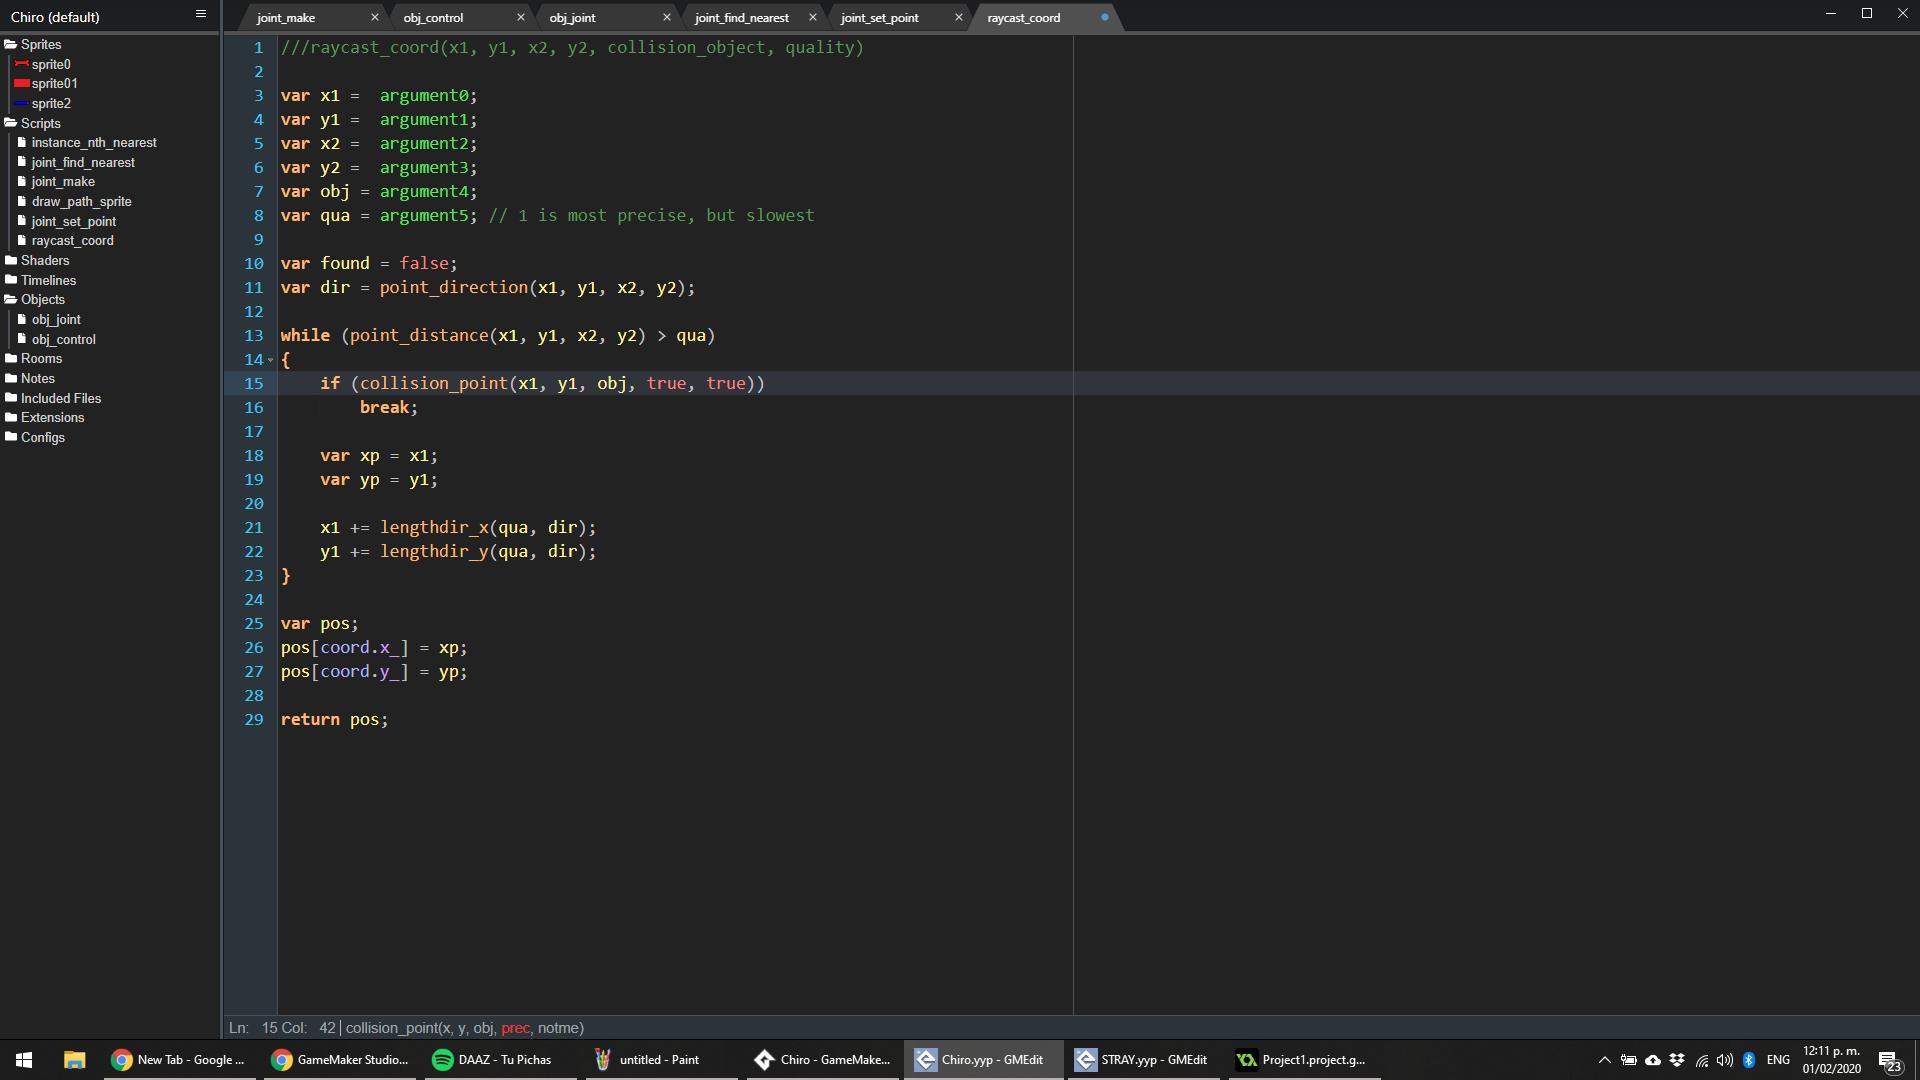 Chiro (default)
joint_make
obj_control
obj_joint
joint_find_nearest
joint_set_point
raycast_coord
Sprites
sprite0
sprite01
sprite2
Scripts
instance_nth_nearest
joint_find_nearest
joint_make
draw_path_sprite
joint_set_point
raycast_coord
Shaders
Timelines
Objects
obj_joint
obj_control
Rooms
Notes
Included Files
Extensions
Configs
1 ///raycast_coord(x1, y1, x2, y2, collision_object, quality)
2
3 var x1 =  argument0;
4 var y1 =  argument1;
5 var x2 =  argument2;
6 var y2 =  argument3;
7 var obj = argument4;
8 var qua = argument5; // 1 is most precise, but slowest
9
10 var found = false;
11 var dir = point_direction(x1, y1, x2, y2);
12
13 while (point_distance(x1, y1, x2, y2) > qua)
14 {
15     if (collision_point(x1, y1, obj, true, true))
16         break;
17
18     var xp = x1;
19     var yp = y1;
20
21     x1 += lengthdir_x(qua, dir);
22     y1 += lengthdir_y(qua, dir);
23 }
24
25 var pos;
26 pos[coord.x_] = xp;
27 pos[coord.y_] = yp;
28
29 return pos;
Ln: 15 Col: 42 collision_point(x, y, obj, prec, notme)
New Tab - Google ...
GameMaker Studio...
DAAZ - Tu Pichas
untitled - Paint
Chiro - GameMake...
Chiro.yyp - GMEdit
STRAY.yyp - GMEdit
Project1.project.g...
ENG
12:11 p. m.
01/02/2020
23